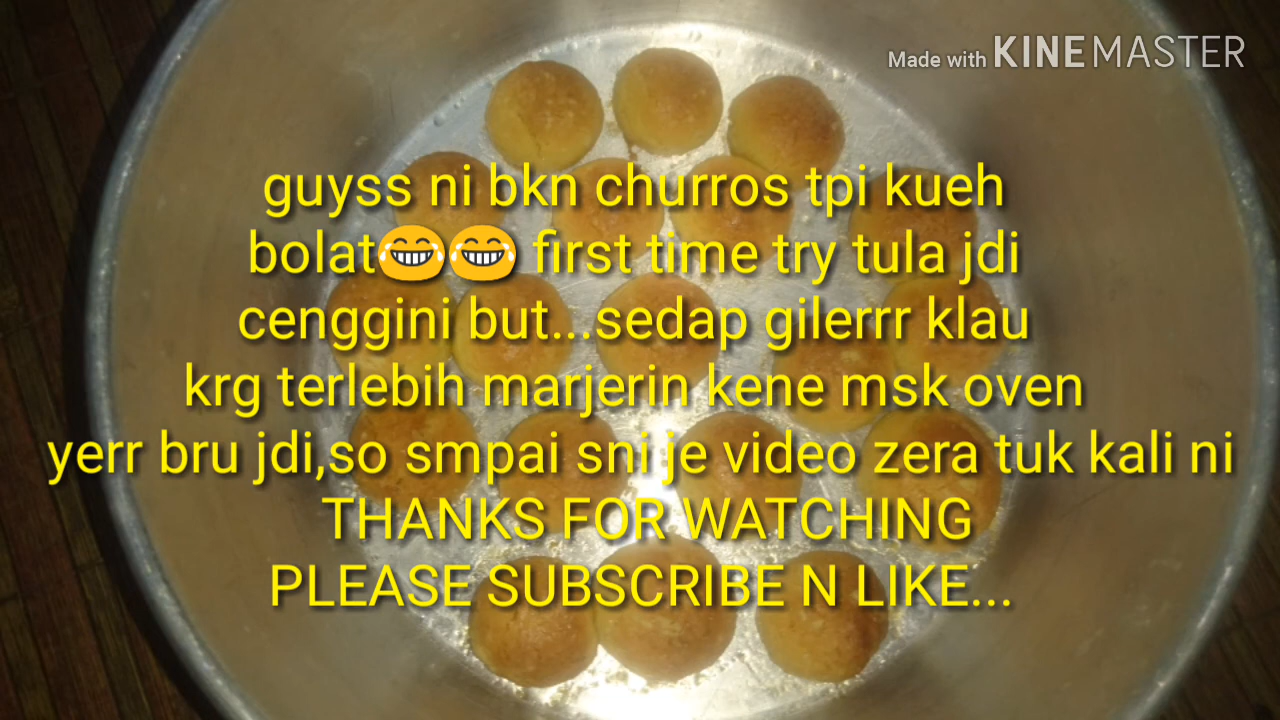 Made with KINEMASTER
guyss ni bkn churros tpi kueh
bolat😂😂 first time try tula jdi
cenggini but...sedap gilerrr klau
krg terlebih marjerin kene msk oven
yerr bru jdi,so smpai sni je video zera tuk kali ni
THANKS FOR WATCHING
PLEASE SUBSCRIBE N LIKE...